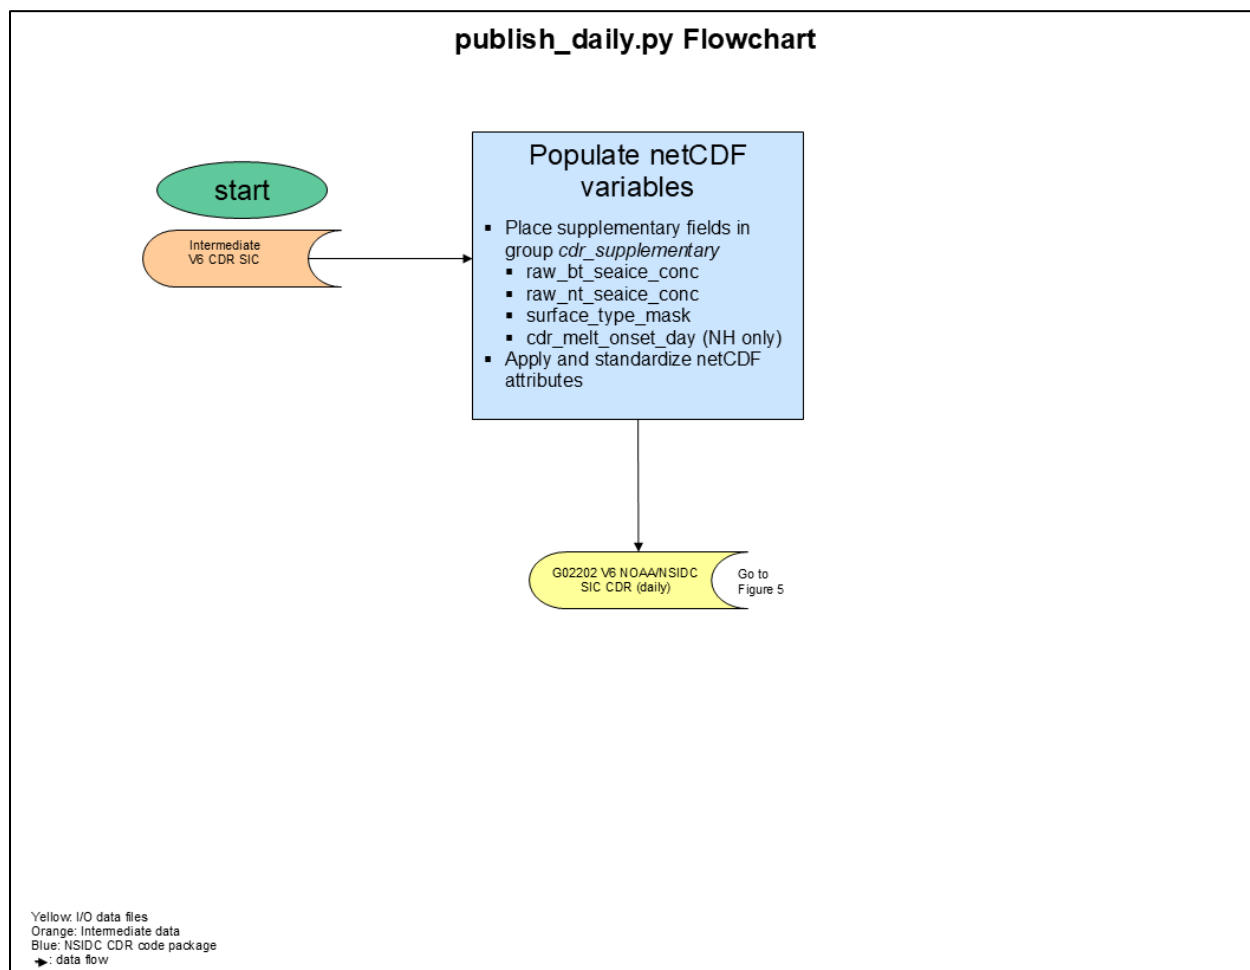 publish_daily.py Flowchart
start
Intermediate
V6 CDR SIC
Populate netCDF
variables
▪ Place supplementary fields in
group cdr_supplementary
▪ raw_bt_seaice_conc
▪ raw_nt_seaice_conc
▪ surface_type_mask
▪ cdr_melt_onset_day (NH only)
▪ Apply and standardize netCDF
attributes
G02202 V6 NOAA/NSIDC
SIC CDR (daily)
Go to
Figure 5
Yellow: I/O data files
Orange: Intermediate data
Blue: NSIDC CDR code package
: data flow